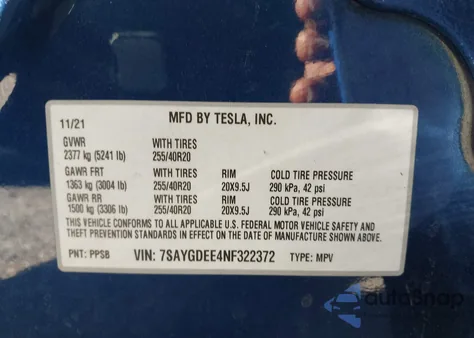 11/21 MFD BY TESLA, INC.
GVWR WITH TIRES
2377 kg (5241 lb) 255/40R20
GAWR FRT WITH TIRES RIM COLD TIRE PRESSURE
1363 kg (3004 lb) 255/40R20 20X9.5J 290 kPa, 42 psi
GAWR RR WITH TIRES RIM COLD TIRE PRESSURE
1500 kg (3306 lb) 255/40R20 20X9.5J 290 kPa, 42 psi
THIS VEHICLE CONFORMS TO ALL APPLICABLE U.S. FEDERAL MOTOR VEHICLE SAFETY AND
THEFT PREVENTION STANDARDS IN EFFECT ON THE DATE OF MANUFACTURE SHOWN ABOVE.
PNT: PPSB VIN: 7SAYGDEE4NF322372 TYPE: MPV
autoSnap